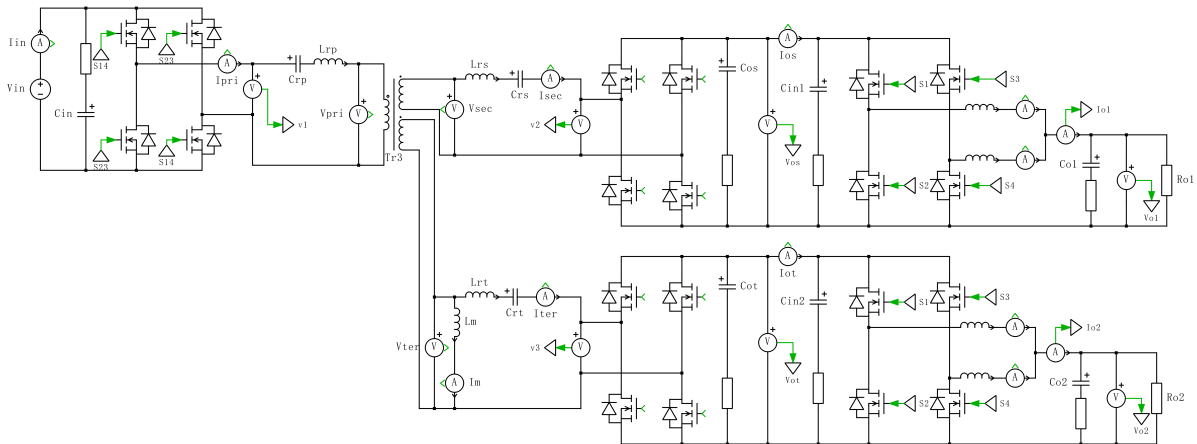 Iin
A
Vin
Cin
S14
S23
S23
S14
A
Ipri
V
v1
Crp
Lrp
Vpri
V
Tr3
Lrs
Crs
A
Isec
V
Vsec
v2
V
Cos
A
Ios
Cin1
V
Vos
S1
S3
A
A
S2
S4
A
Io1
Co1
V
Vo1
Ro1
Lrt
Crt
A
Iter
Lm
Vter
V
A
Im
v3
V
Cot
A
Iot
Cin2
V
Vot
S1
S3
A
A
S2
S4
A
Io2
Co2
V
Vo2
Ro2